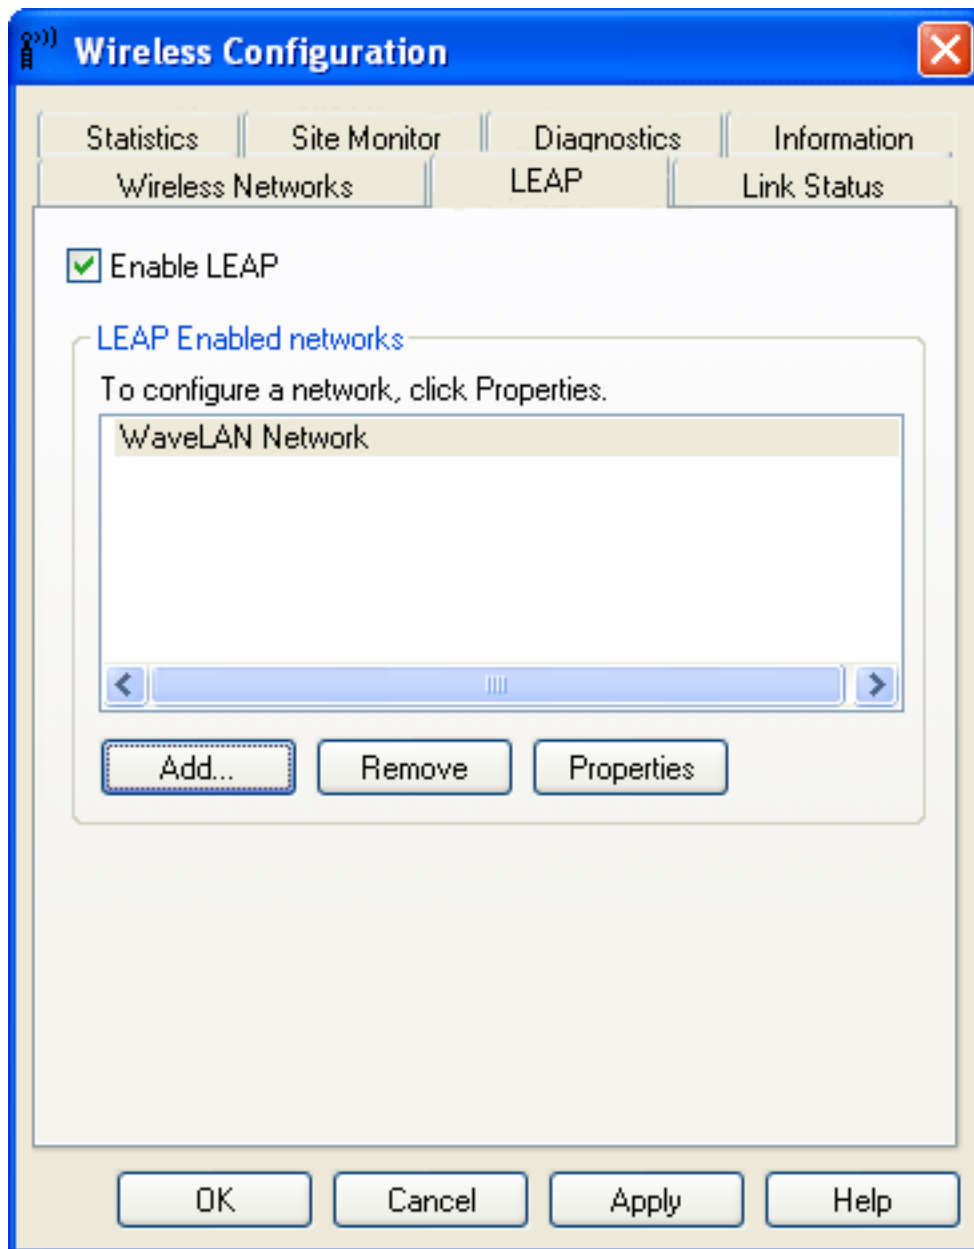 Wireless Configuration
Statistics Site Monitor Diagnostics Information
Wireless Networks LEAP Link Status
Enable LEAP
LEAP Enabled networks
To configure a network, click Properties.
WaveLAN Network
Add... Remove Properties
OK Cancel Apply Help